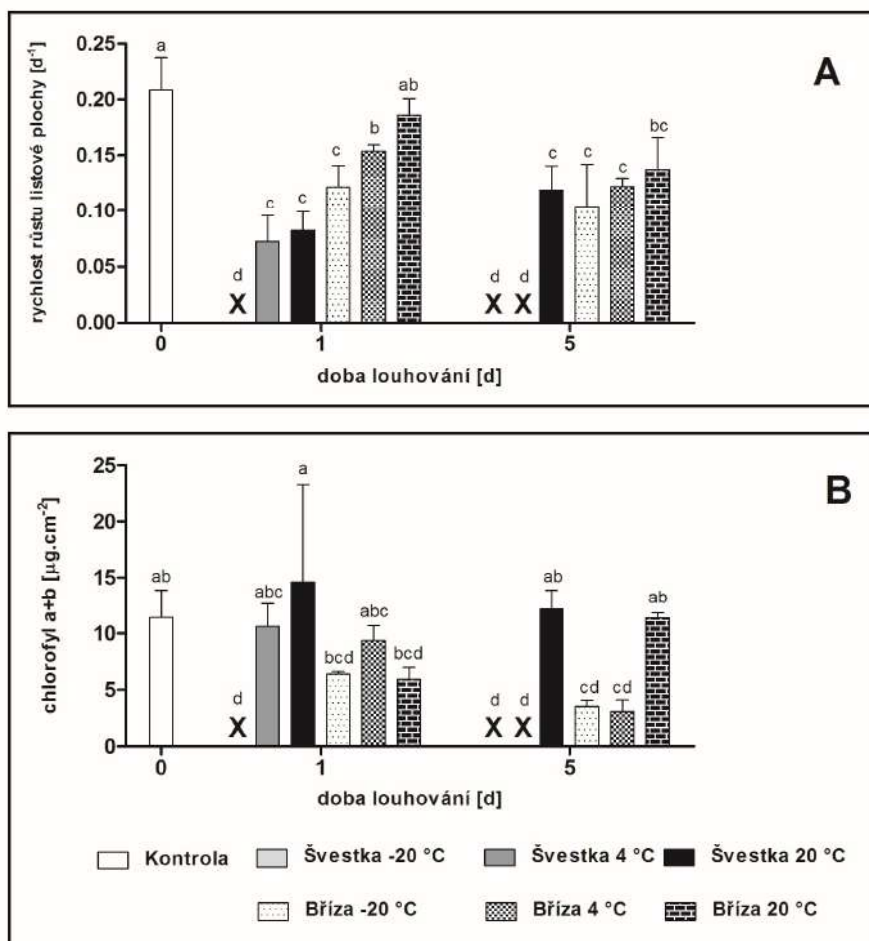 A
rychlost růstu listové plochy [d-1]
0.25
0.20
0.15
0.10
0.05
0.00
a
d
c
c
c
b
ab
d
d
c
c
c
bc
X
X
X
0
1
5
doba louhování [d]
B
chlorofyl a+b [µg.cm-2]
25
20
15
10
5
0
ab
d
abc
a
bcd
abc
bcd
d
d
ab
cd
cd
ab
X
X
X
0
1
5
doba louhování [d]
Kontrola
Švestka -20 °C
Švestka 4 °C
Švestka 20 °C
Bříza -20 °C
Bříza 4 °C
Bříza 20 °C